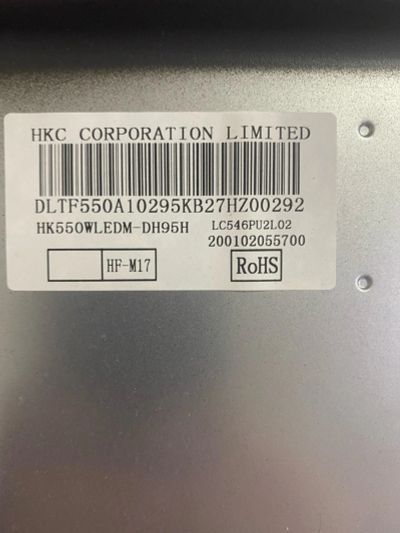 HKC CORPORATION LIMITED
DLTF550A10295KB27HZ00292
HK550WLEDM-DH95H LC546PU2L02
200102055700
HF-M17 RoHS